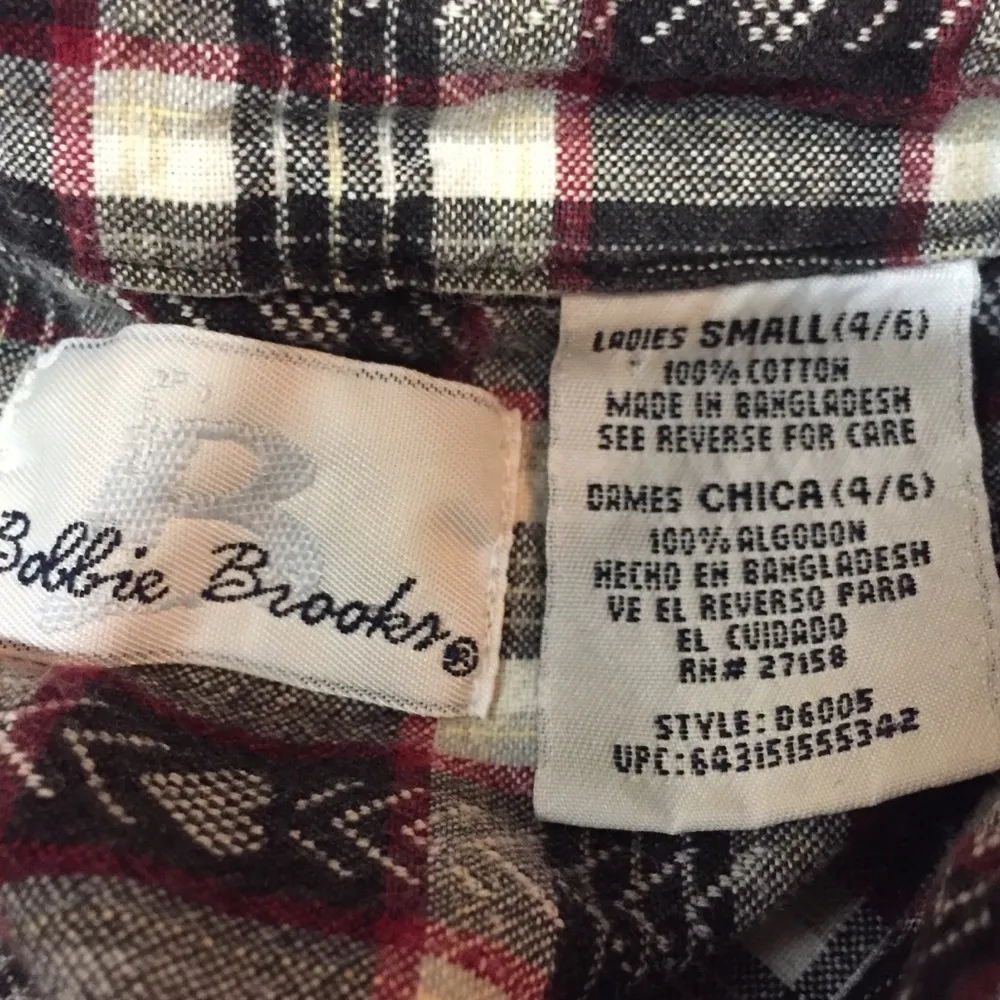 Bobbie Brooks®
LADIES SMALL (4/6)
100% COTTON
MADE IN BANGLADESH
SEE REVERSE FOR CARE
DAMES CHICA (4/6)
100% ALGODON
HECHO EN BANGLADESH
VE EL REVERSO PARA
EL CUIDADO
RN# 27158
STYLE: D6005
UPC:643151555342